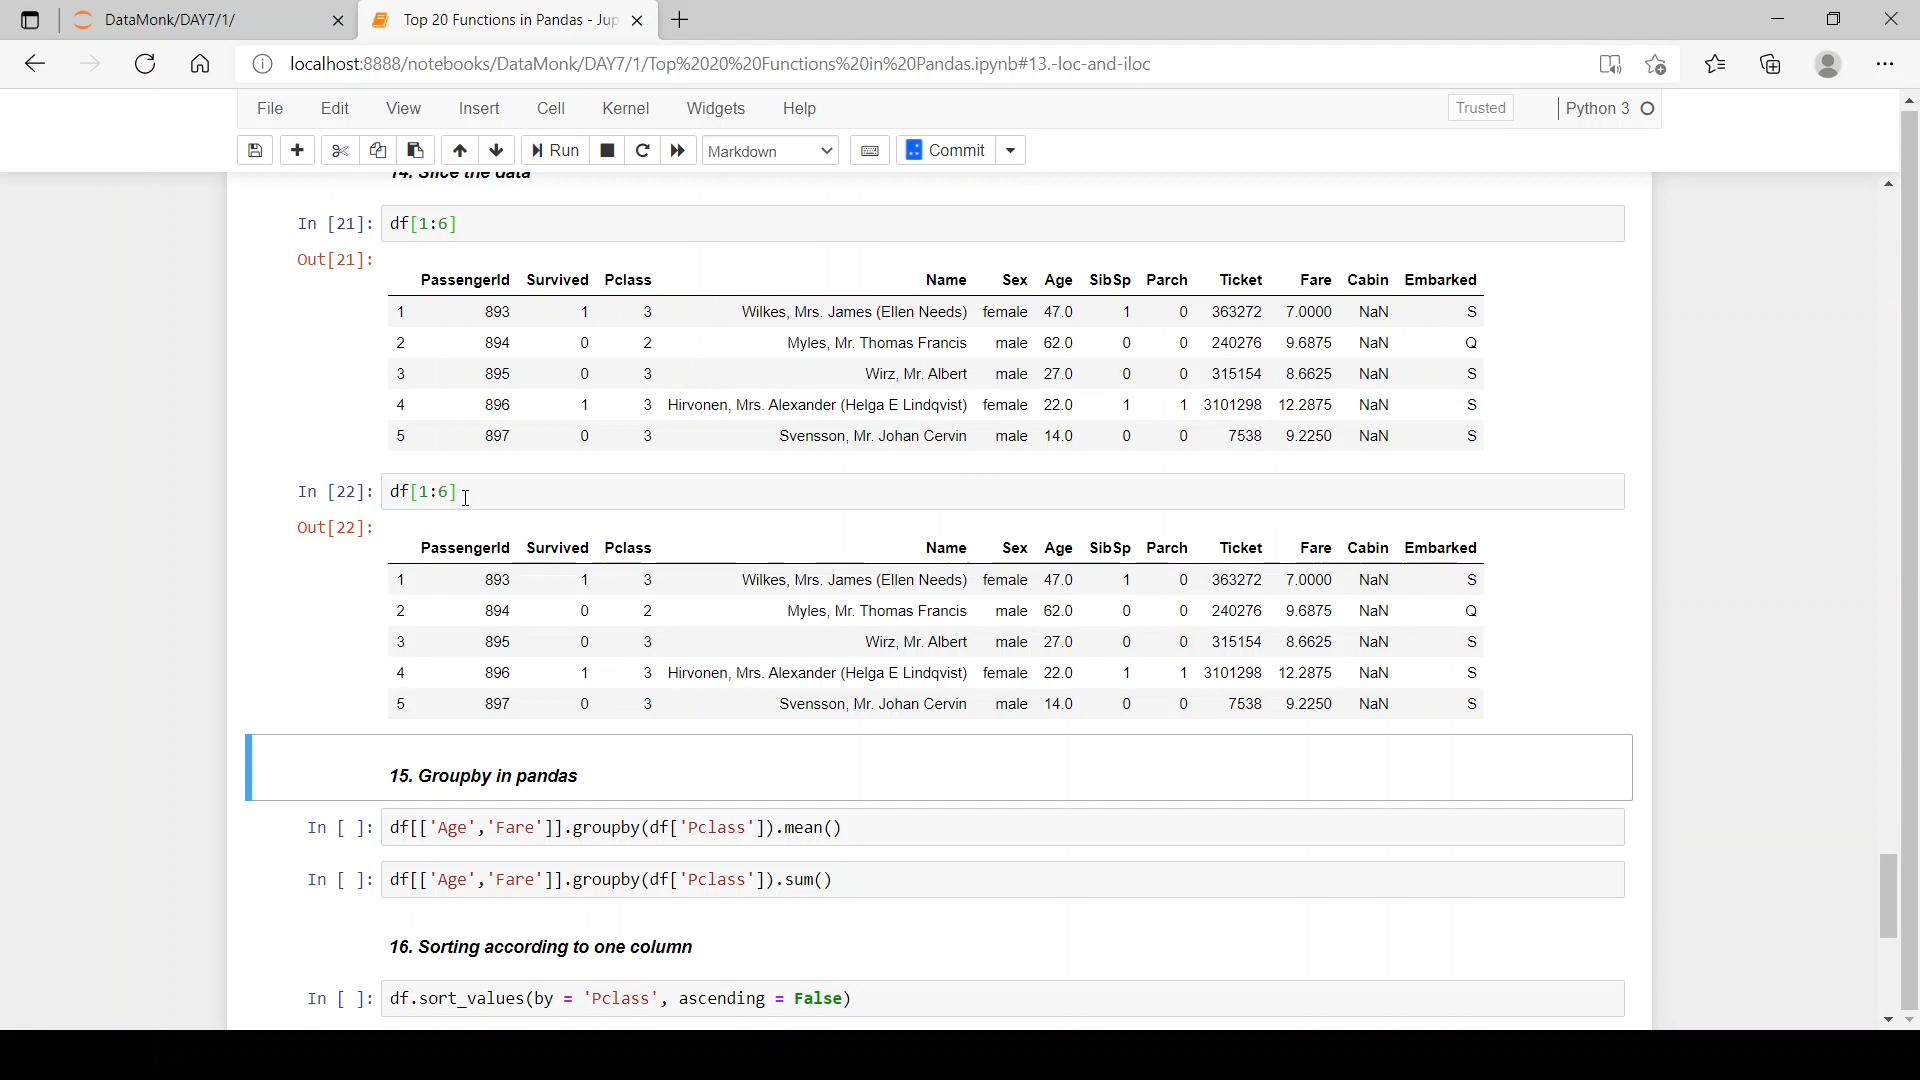 DataMonk/DAY7/1/
Top 20 Functions in Pandas - Jup
localhost:8888/notebooks/DataMonk/DAY7/1/Top%2020%20Functions%20in%20Pandas.ipynb#13.-loc-and-iloc
File Edit View Insert Cell Kernel Widgets Help Trusted Python 3
Run Markdown Commit
14. Slice the data
In [21]: df[1:6]
Out[21]:
PassengerId Survived Pclass Name Sex Age SibSp Parch Ticket Fare Cabin Embarked
1 893 1 3 Wilkes, Mrs. James (Ellen Needs) female 47.0 1 0 363272 7.0000 NaN S
2 894 0 2 Myles, Mr. Thomas Francis male 62.0 0 0 240276 9.6875 NaN Q
3 895 0 3 Wirz, Mr. Albert male 27.0 0 0 315154 8.6625 NaN S
4 896 1 3 Hirvonen, Mrs. Alexander (Helga E Lindqvist) female 22.0 1 1 3101298 12.2875 NaN S
5 897 0 3 Svensson, Mr. Johan Cervin male 14.0 0 0 7538 9.2250 NaN S
In [22]: df[1:6]
Out[22]:
PassengerId Survived Pclass Name Sex Age SibSp Parch Ticket Fare Cabin Embarked
1 893 1 3 Wilkes, Mrs. James (Ellen Needs) female 47.0 1 0 363272 7.0000 NaN S
2 894 0 2 Myles, Mr. Thomas Francis male 62.0 0 0 240276 9.6875 NaN Q
3 895 0 3 Wirz, Mr. Albert male 27.0 0 0 315154 8.6625 NaN S
4 896 1 3 Hirvonen, Mrs. Alexander (Helga E Lindqvist) female 22.0 1 1 3101298 12.2875 NaN S
5 897 0 3 Svensson, Mr. Johan Cervin male 14.0 0 0 7538 9.2250 NaN S
15. Groupby in pandas
In [ ]: df[['Age','Fare']].groupby(df['Pclass']).mean()
In [ ]: df[['Age','Fare']].groupby(df['Pclass']).sum()
16. Sorting according to one column
In [ ]: df.sort_values(by = 'Pclass', ascending = False)